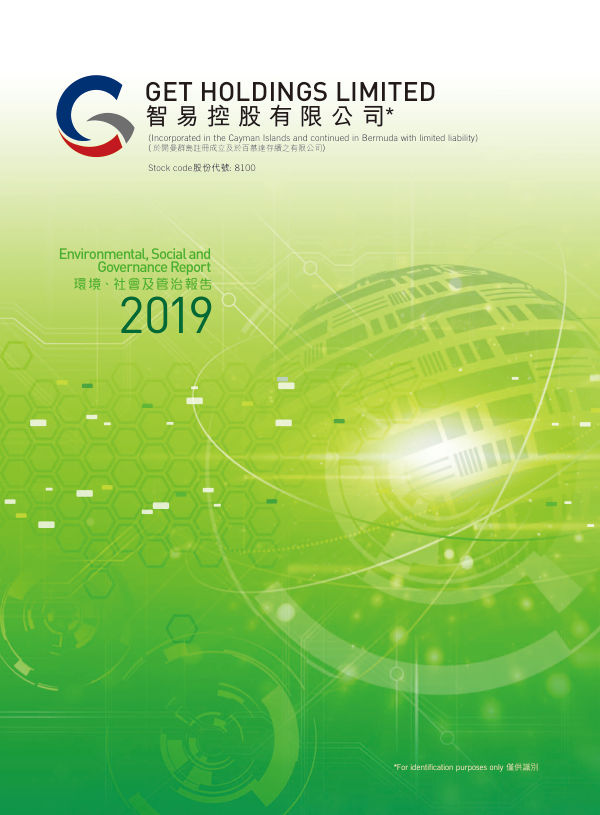 GET HOLDINGS LIMITED
智易控股有限公司*
(Incorporated in the Cayman Islands and continued in Bermuda with limited liability)
(於開曼群島註冊成立及於百慕達存續之有限公司)
Stock code股份代號: 8100
Environmental, Social and
Governance Report
環境、社會及管治報告
2019
*For identification purposes only 僅供識別